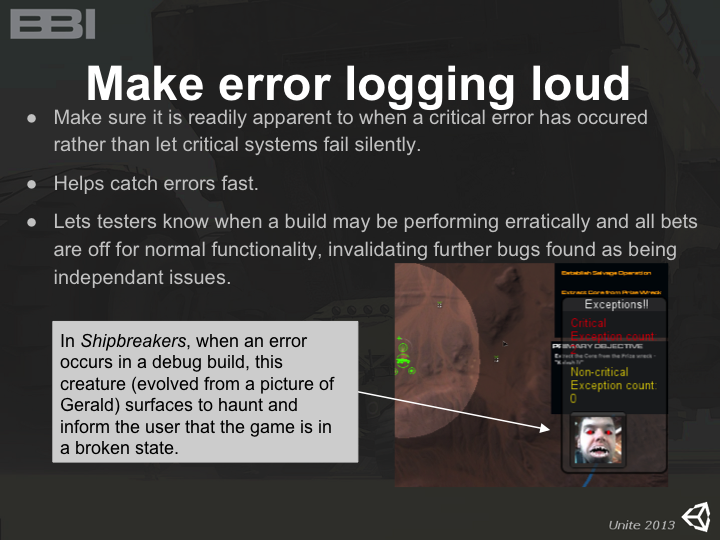 BBI
Make error logging loud
● Make sure it is readily apparent to when a critical error has occured
rather than let critical systems fail silently.
● Helps catch errors fast.
● Lets testers know when a build may be performing erratically and all bets
are off for normal functionality, invalidating further bugs found as being
independant issues.
In Shipbreakers, when an error
occurs in a debug build, this
creature (evolved from a picture of
Gerald) surfaces to haunt and
inform the user that the game is in
a broken state.
Establish Salvage Operation
Extract Core from Prize Wreck
Exceptions!!
Critical
Exception count:
PRIMARY OBJECTIVE
Extract the Core from the Prize wreck -
Non-critical
Exception count:
0
Unite 2013